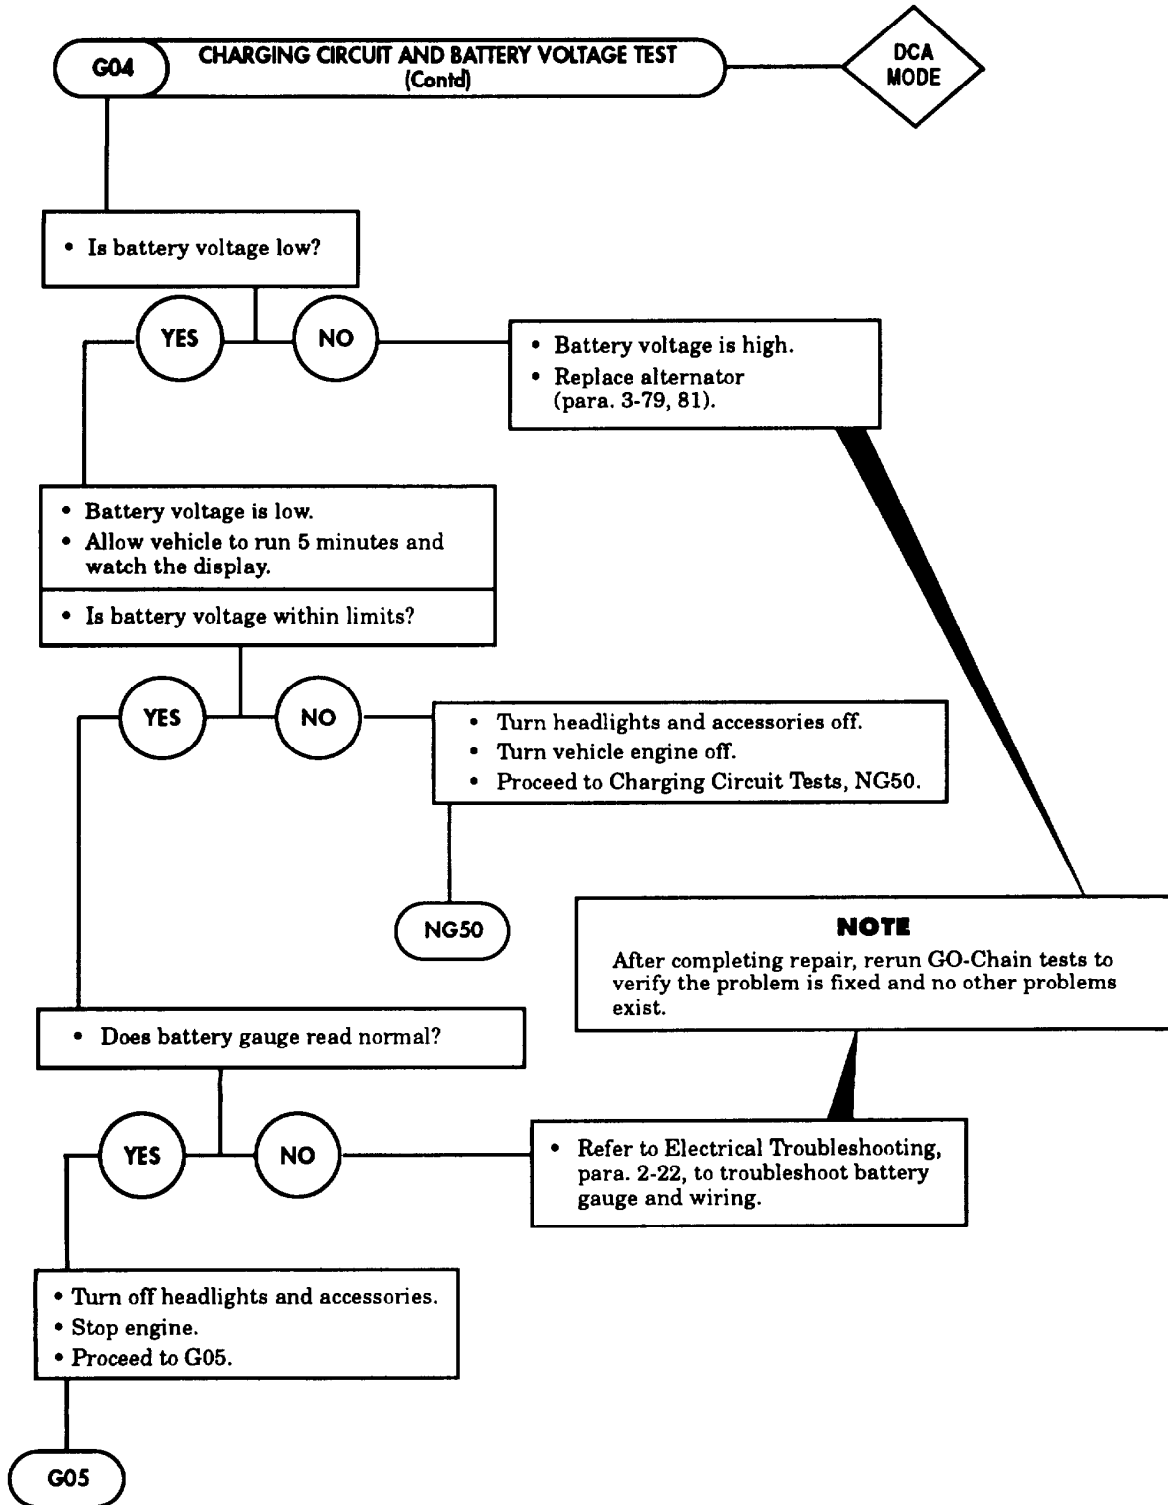 G04
CHARGING CIRCUIT AND BATTERY VOLTAGE TEST
(Contd)
DCA
MODE
• Is battery voltage low?
YES
NO
• Battery voltage is high.
• Replace alternator
(para. 3-79, 81).
• Battery voltage is low.
• Allow vehicle to run 5 minutes and
watch the display.
• Is battery voltage within limits?
YES
NO
• Turn headlights and accessories off.
• Turn vehicle engine off.
• Proceed to Charging Circuit Tests, NG50.
NG50
NOTE
After completing repair, rerun GO-Chain tests to
verify the problem is fixed and no other problems
exist.
• Does battery gauge read normal?
YES
NO
• Refer to Electrical Troubleshooting,
para. 2-22, to troubleshoot battery
gauge and wiring.
• Turn off headlights and accessories.
• Stop engine.
• Proceed to G05.
G05